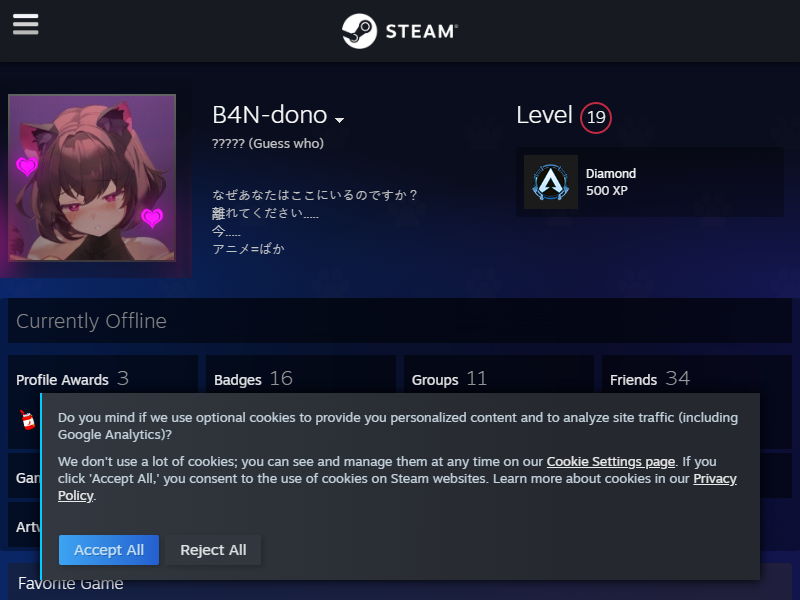 STEAM
B4N-dono
Level 19
????? (Guess who)
Diamond
500 XP
なぜあなたはここにいるのですか？
離れてください.....
今.....
アニメ=ばか
Currently Offline
Profile Awards 3
Badges 16
Groups 11
Friends 34
Do you mind if we use optional cookies to provide you personalized content and to analyze site traffic (including
Google Analytics)?
We don't use a lot of cookies; you can see and manage them at any time on our Cookie Settings page. If you
click 'Accept All,' you consent to the use of cookies on Steam websites. Learn more about cookies in our Privacy
Policy.
Accept All
Reject All
Favorite Game